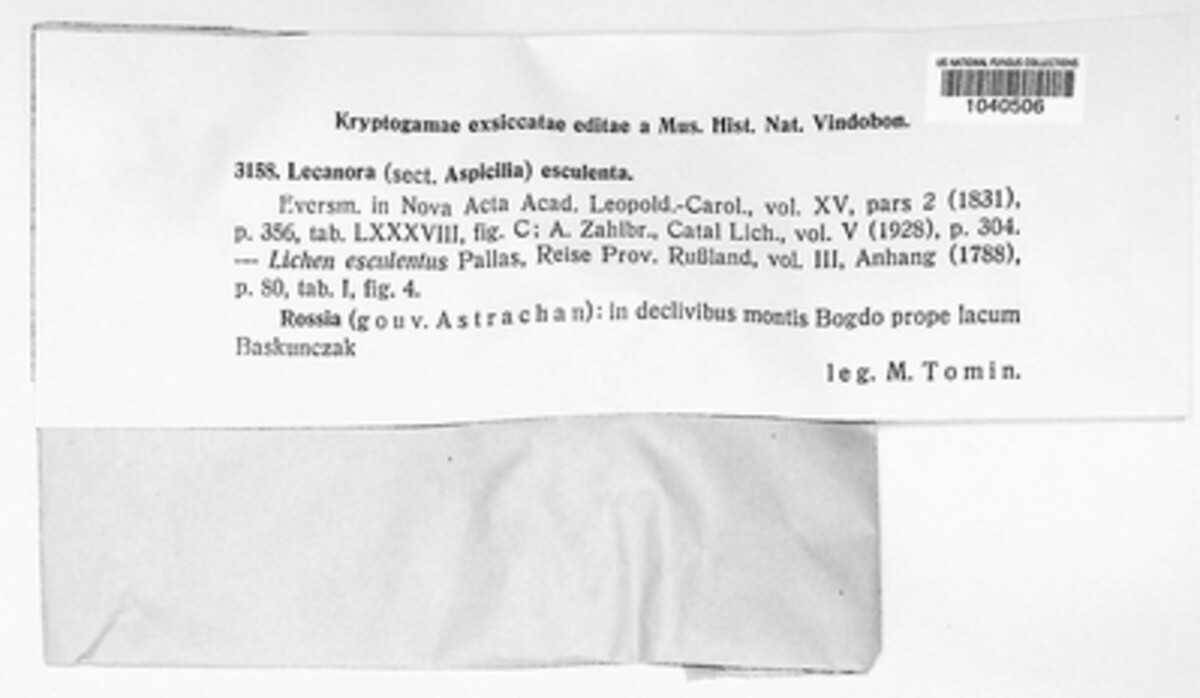 US NATIONAL FUNGUS COLLECTIONS
1040506
Kryptogamae exsiccatae editae a Mus. Hist. Nat. Vindobon.
3158. Lecanora (sect. Aspicilia) esculenta.
Eversm. in Nova Acta Acad. Leopold.-Carol., vol. XV, pars 2 (1831),
p. 356, tab. LXXXVIII, fig. C; A. Zahlbr., Catal Lich., vol. V (1928), p. 304.
— Lichen esculentus Pallas, Reise Prov. Rußland, vol. III, Anhang (1788),
p. 80, tab. I, fig. 4.
Rossia (gouv. Astrachan): in declivibus montis Bogdo prope lacum
Baskunczak
leg. M. Tomin.